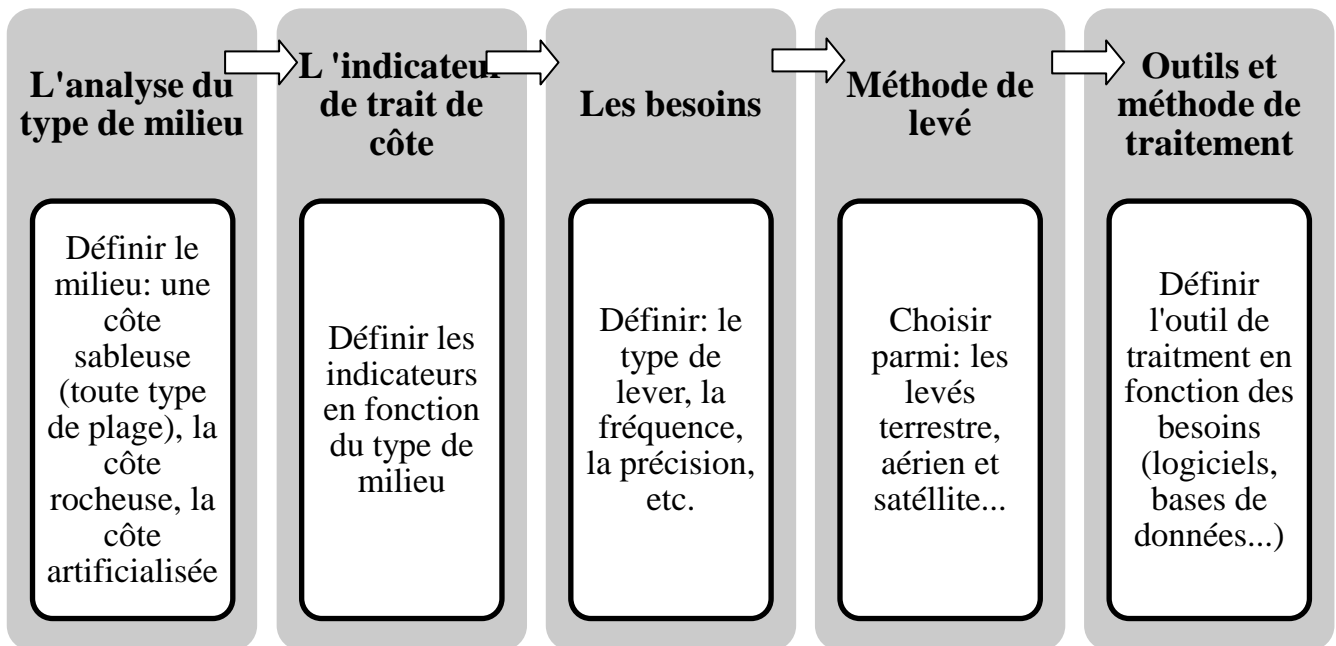 L'analyse du
type de milieu
Définir le
milieu: une
côte
sableuse
(toute type
de plage), la
côte
rocheuse, la
côte
artificialisée
L 'indicateur
de trait de
côte
Définir les
indicateurs
en fonction
du type de
milieu
Les besoins
Définir: le
type de
lever, la
fréquence,
la précision,
etc.
Méthode de
levé
Choisir
parmi: les
levés
terrestre,
aérien et
satéllite...
Outils et
méthode de
traitement
Définir
l'outil de
traitment en
fonction des
besoins
(logiciels,
bases de
données...)